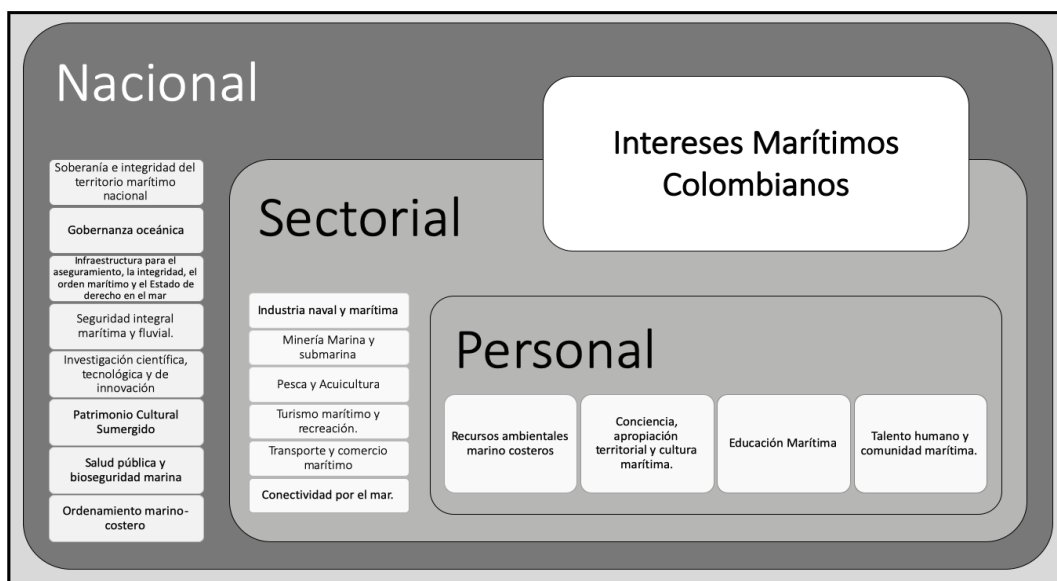 Nacional
Intereses Marítimos
Colombianos
Soberanía e integridad del
territorio marítimo
nacional
Gobernanza oceánica
Infraestructura para el
aseguramiento, la integridad, el
orden marítimo y el Estado de
derecho en el mar
Seguridad integral
marítima y fluvial.
Investigación científica,
tecnológica y de
innovación
Patrimonio Cultural
Sumergido
Salud pública y
bioseguridad marina
Ordenamiento marino-
costero
Sectorial
Industria naval y marítima
Minería Marina y
submarina
Pesca y Acuicultura
Turismo marítimo y
recreación.
Transporte y comercio
marítimo
Conectividad por el mar.
Personal
Recursos ambientales
marino costeros
Conciencia,
apropiación
territorial y cultura
marítima.
Educación Marítima
Talento humano y
comunidad marítima.